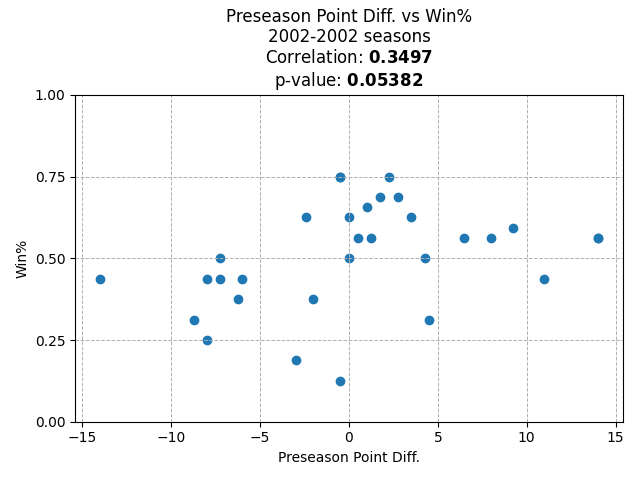 Preseason Point Diff. vs Win%
2002-2002 seasons
Correlation: 0.3497
p-value: 0.05382
1.00
0.75
0.50
0.25
0.00
Win%
−15 −10 −5 0 5 10 15
Preseason Point Diff.